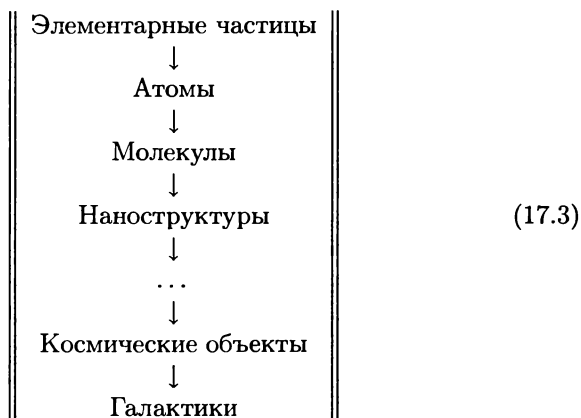 Элементарные частицы
↓
Атомы
↓
Молекулы
↓
Наноструктуры (17.3)
↓
...
↓
Космические объекты
↓
Галактики